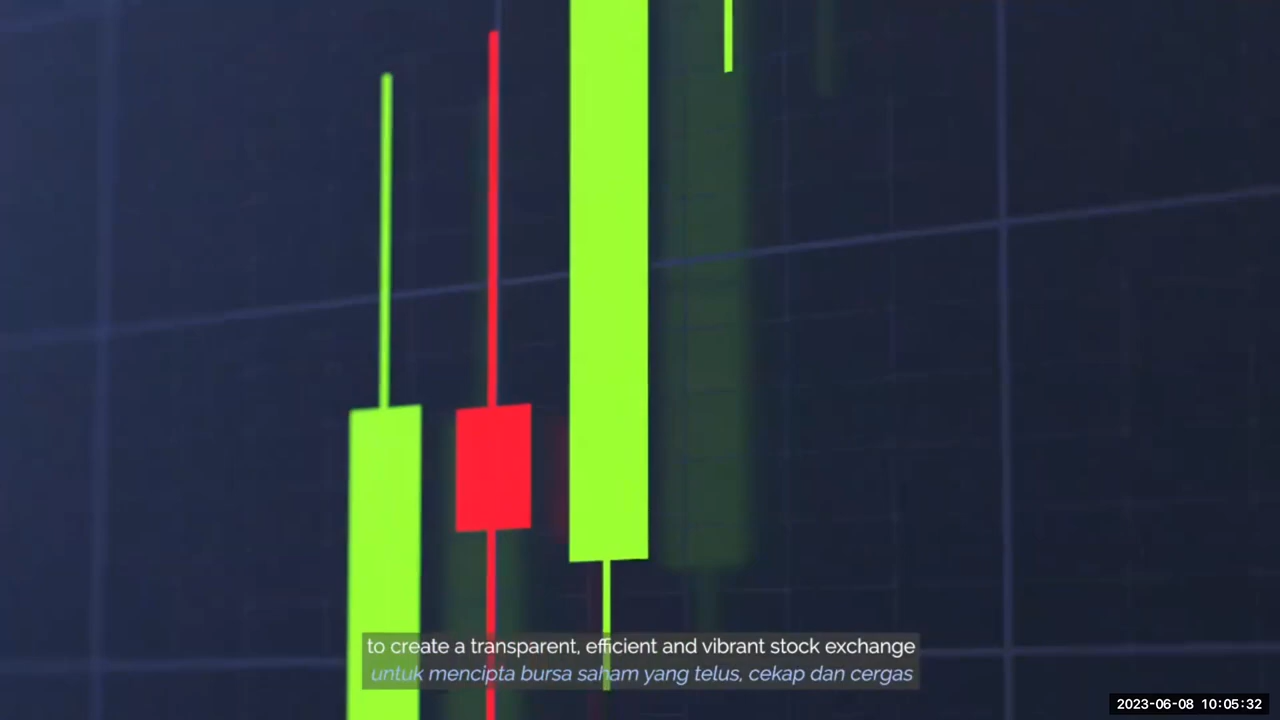 to create a transparent, efficient and vibrant stock exchange
untuk mencipta bursa saham yang telus, cekap dan cergas
2023-06-08 10:05:32